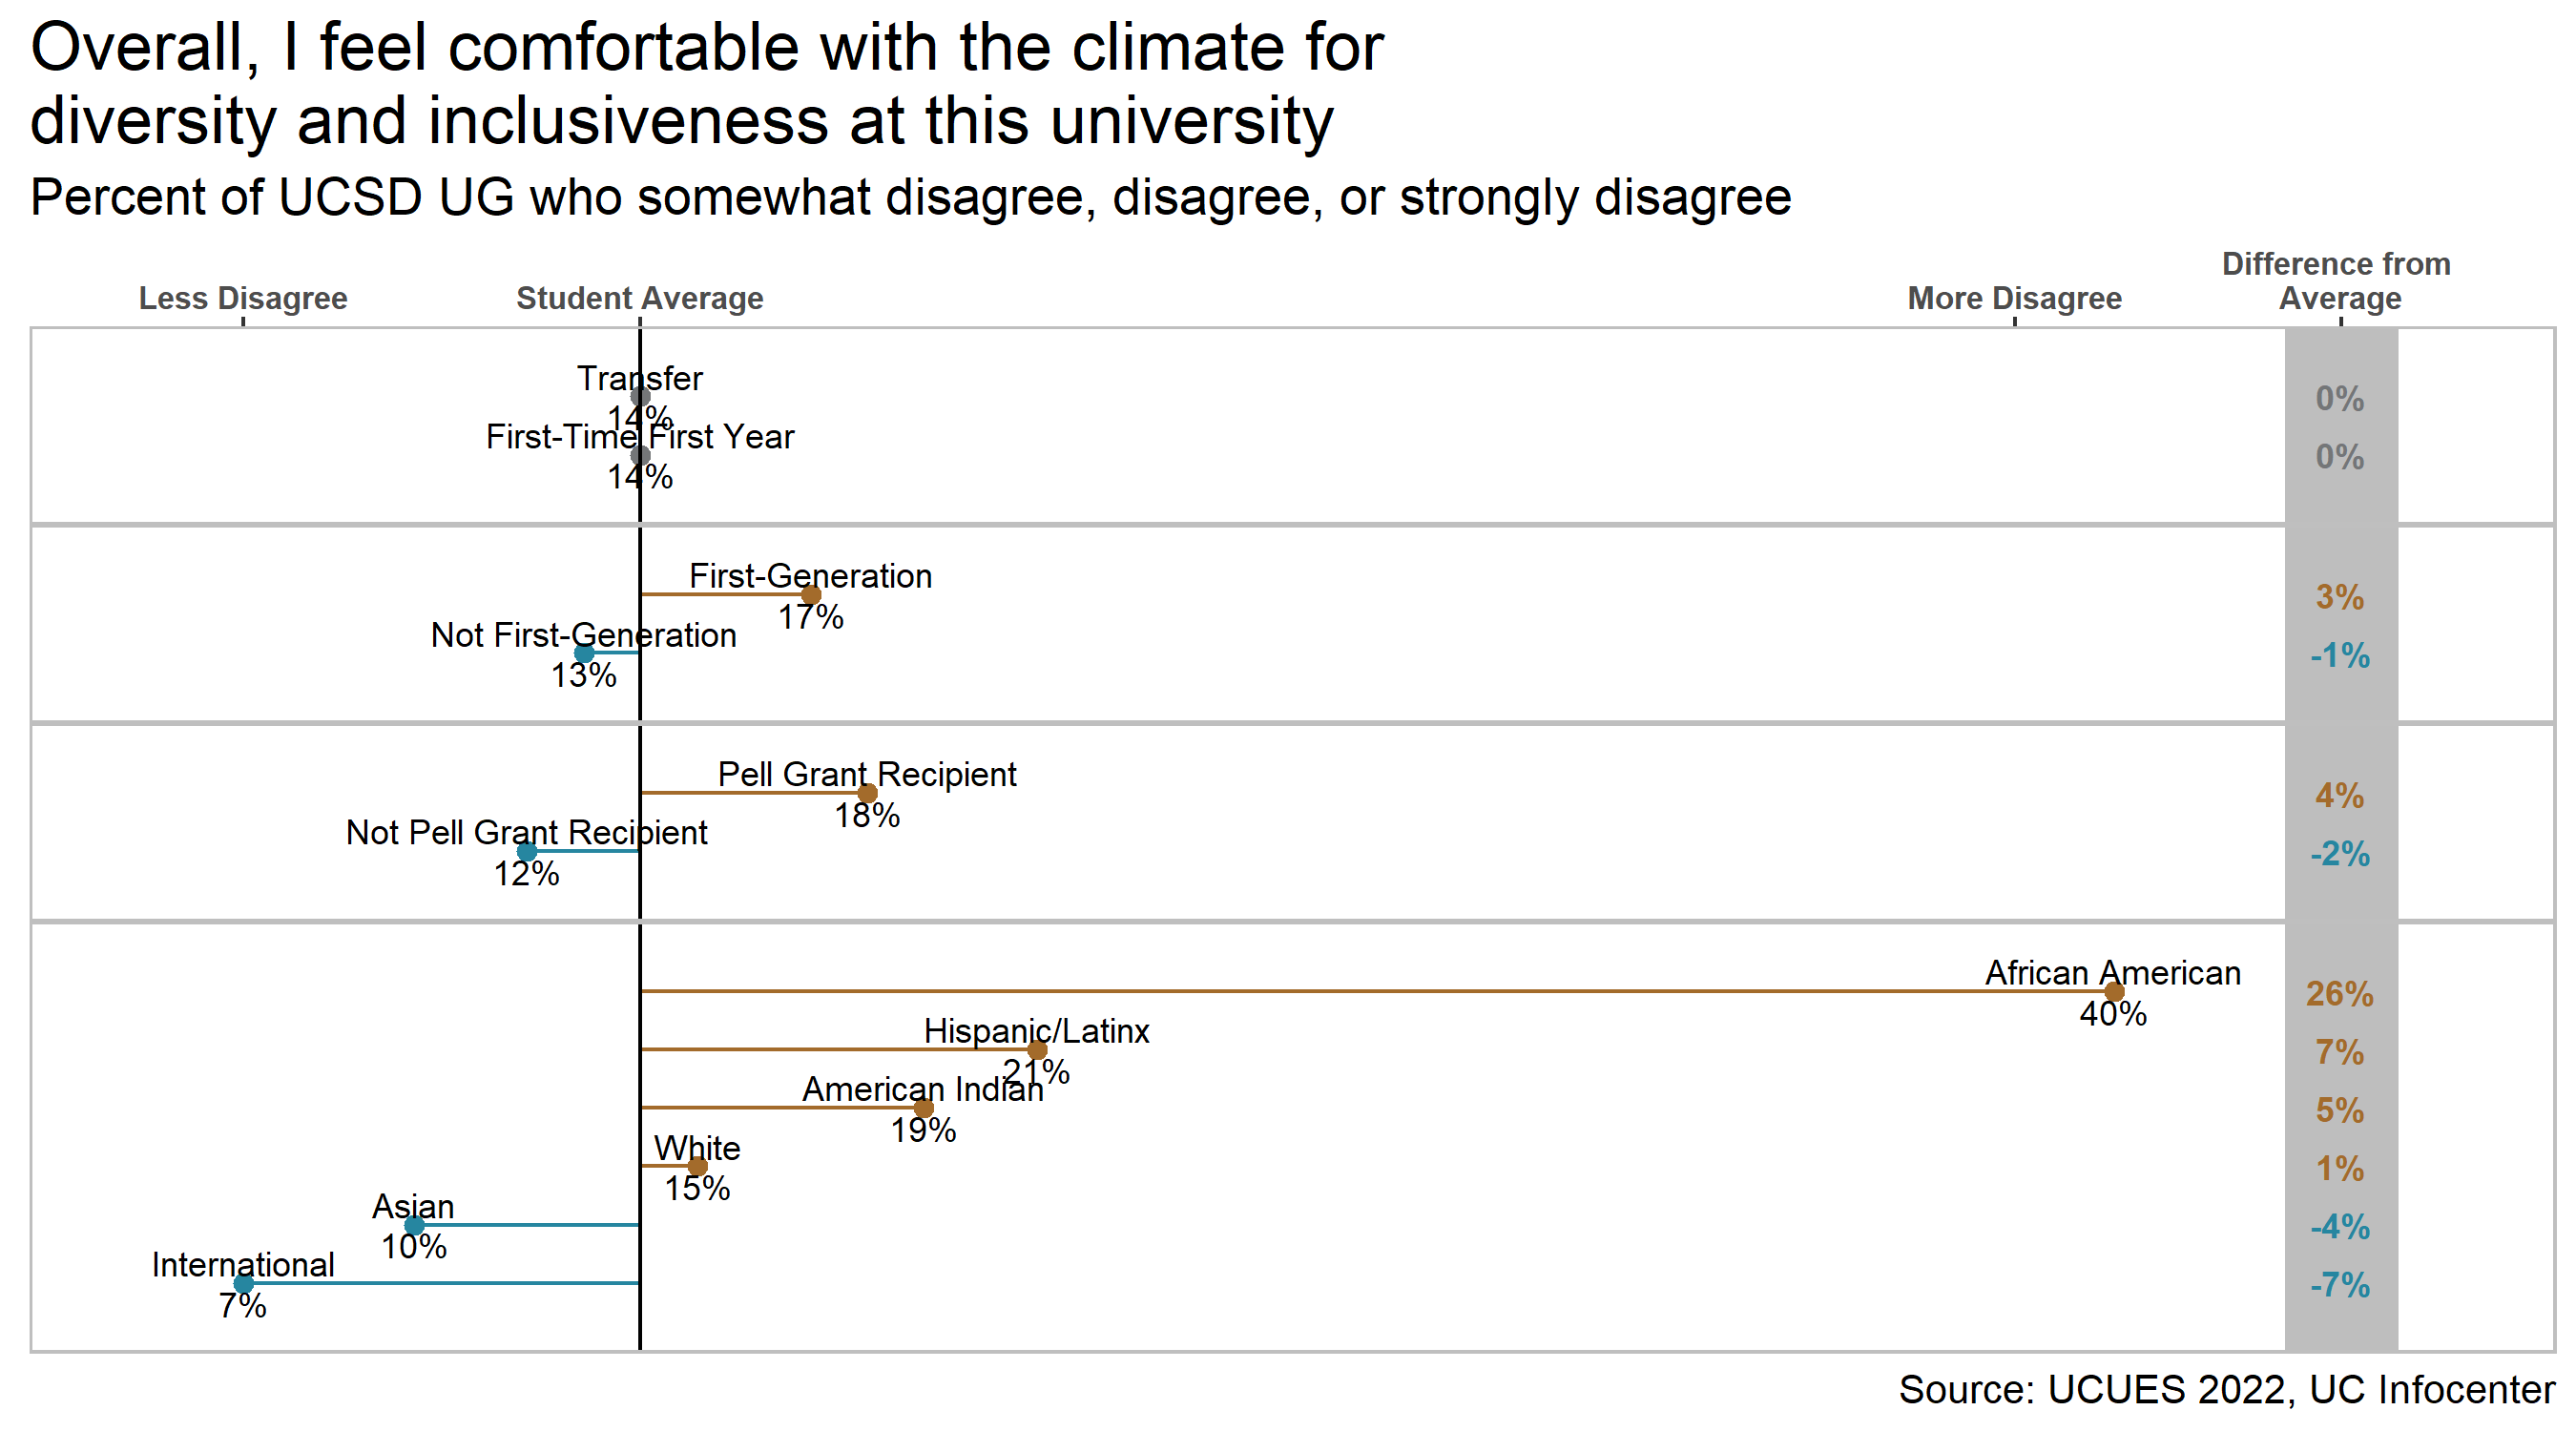 Overall, I feel comfortable with the climate for
diversity and inclusiveness at this university
Percent of UCSD UG who somewhat disagree, disagree, or strongly disagree
Less Disagree
Student Average
More Disagree
Difference from
Average
Transfer
14%
0%
First-Time First Year
14%
0%
First-Generation
17%
3%
Not First-Generation
13%
-1%
Pell Grant Recipient
18%
4%
Not Pell Grant Recipient
12%
-2%
African American
40%
26%
Hispanic/Latinx
21%
7%
American Indian
19%
5%
White
15%
1%
Asian
10%
-4%
International
7%
-7%
Source: UCUES 2022, UC Infocenter